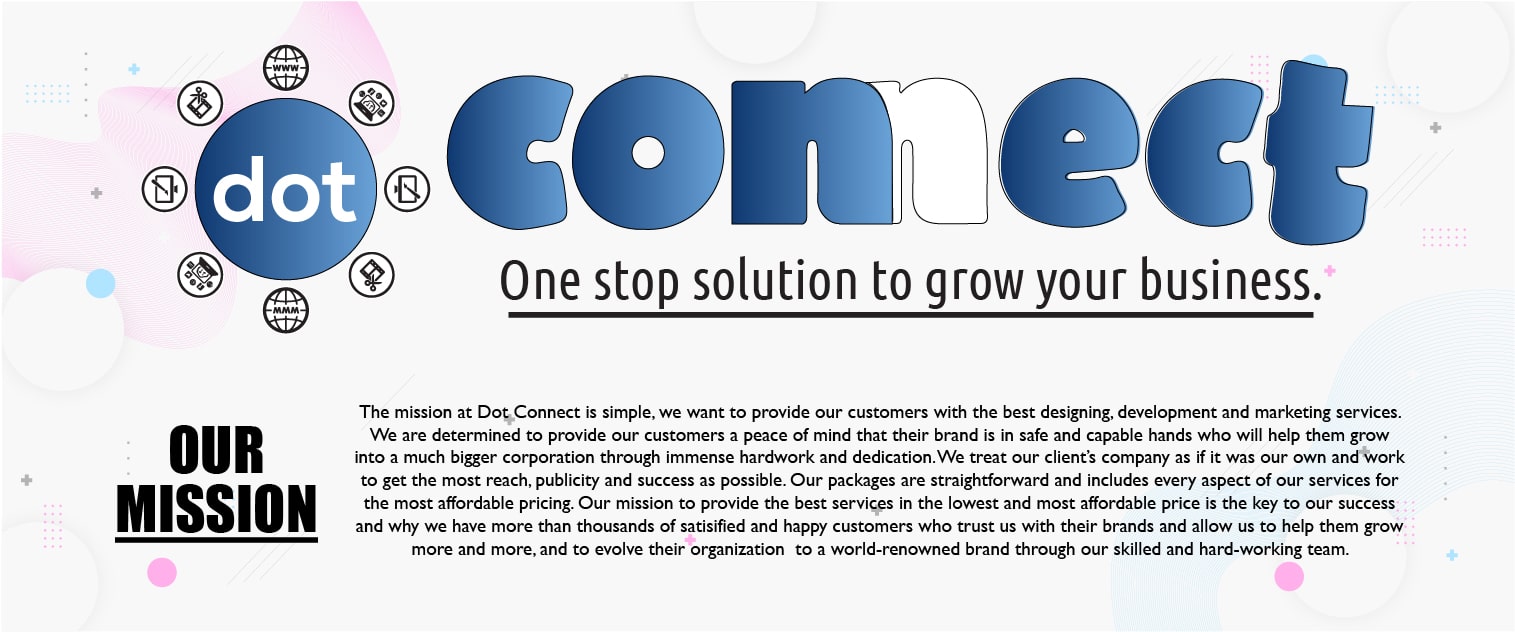 www
dot
connect
One stop solution to grow your business.
MMM
OUR
MISSION
The mission at Dot Connect is simple, we want to provide our customers with the best designing, development and marketing services.
We are determined to provide our customers a peace of mind that their brand is in safe and capable hands who will help them grow
into a much bigger corporation through immense hardwork and dedication. We treat our client's company as if it was our own and work
to get the most reach, publicity and success as possible. Our packages are straightforward and includes every aspect of our services for
the most affordable pricing. Our mission to provide the best services in the lowest and most affordable price is the key to our success
and why we have more than thousands of satisified and happy customers who trust us with their brands and allow us to help them grow
more and more, and to evolve their organization  to a world-renowned brand through our skilled and hard-working team.